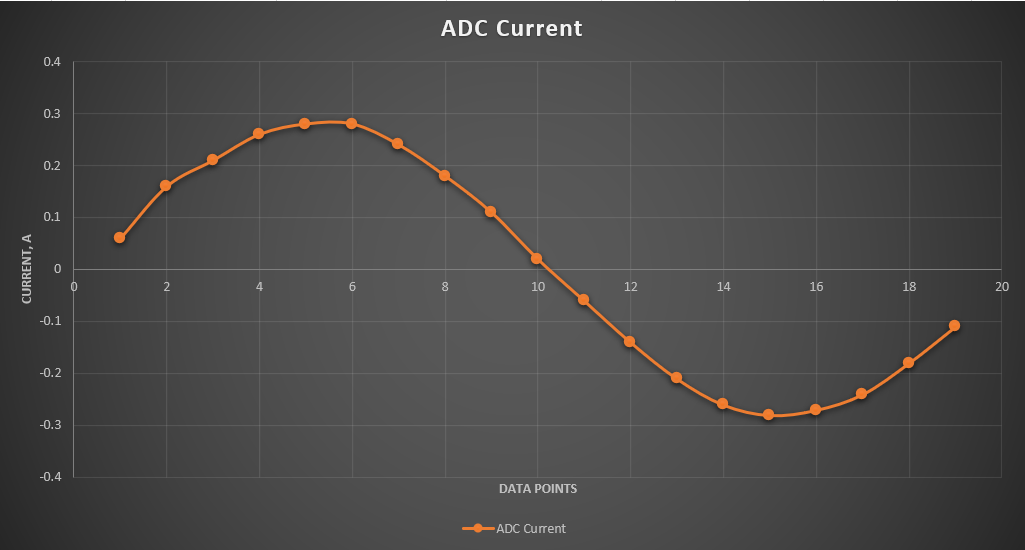 ADC Current
0.4
0.3
0.2
0.1
0
-0.1
-0.2
-0.3
-0.4
CURRENT, A
0 2 4 6 8 10 12 14 16 18 20
DATA POINTS
ADC Current